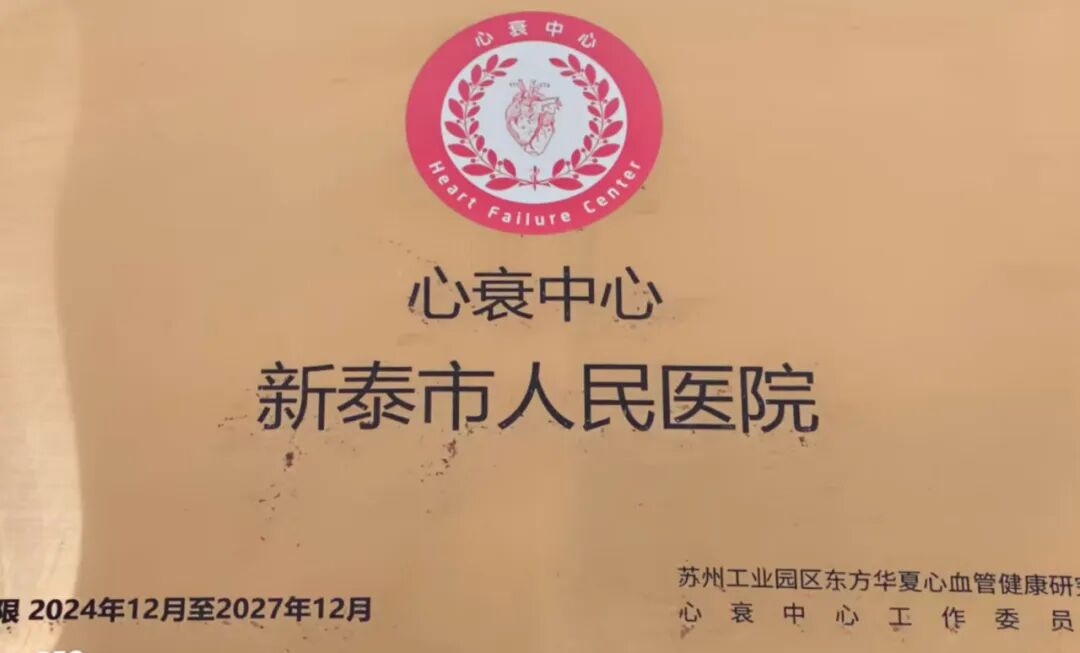 心衰中心
Heart Failure Center
心衰中心
新泰市人民医院
限 2024年12月至2027年12月
苏州工业园区东方华夏心血管健康研究
心衰中心工作委员